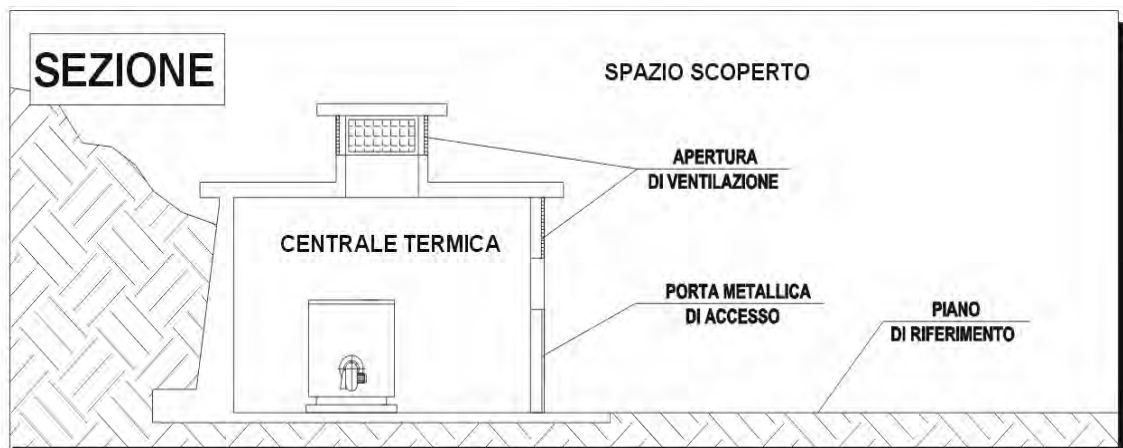 SEZIONE
SPAZIO SCOPERTO
APERTURA
DI VENTILAZIONE
CENTRALE TERMICA
PORTA METALLICA
DI ACCESSO
PIANO
DI RIFERIMENTO